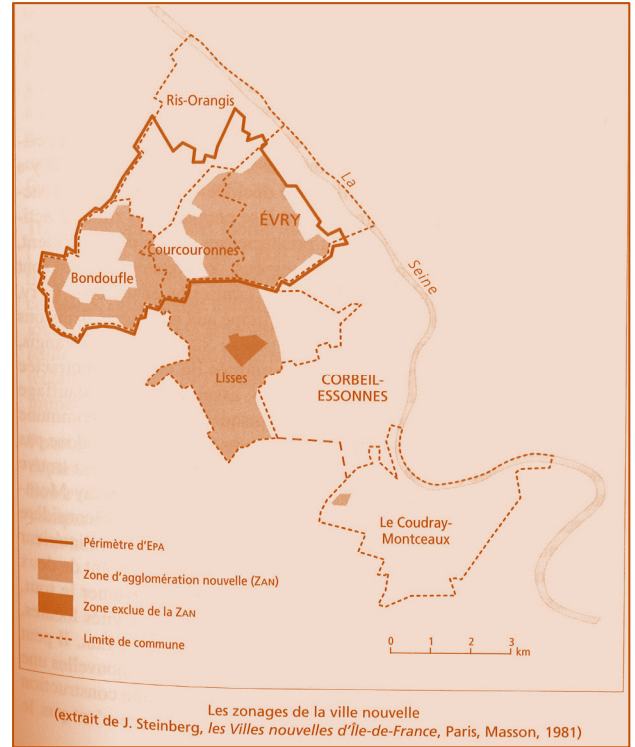 Ris-Orangis
La
Seine
ÉVRY
Courcouronnes
Bondoufle
Lisses
CORBEIL-
ESSONNES
Le Coudray-
Montceaux
Périmètre d'EPA
Zone d'agglomération nouvelle (ZAN)
Zone exclue de la ZAN
Limite de commune
0 1 2 3
km
Les zonages de la ville nouvelle
(extrait de J. Steinberg, les Villes nouvelles d'Île-de-France, Paris, Masson, 1981)